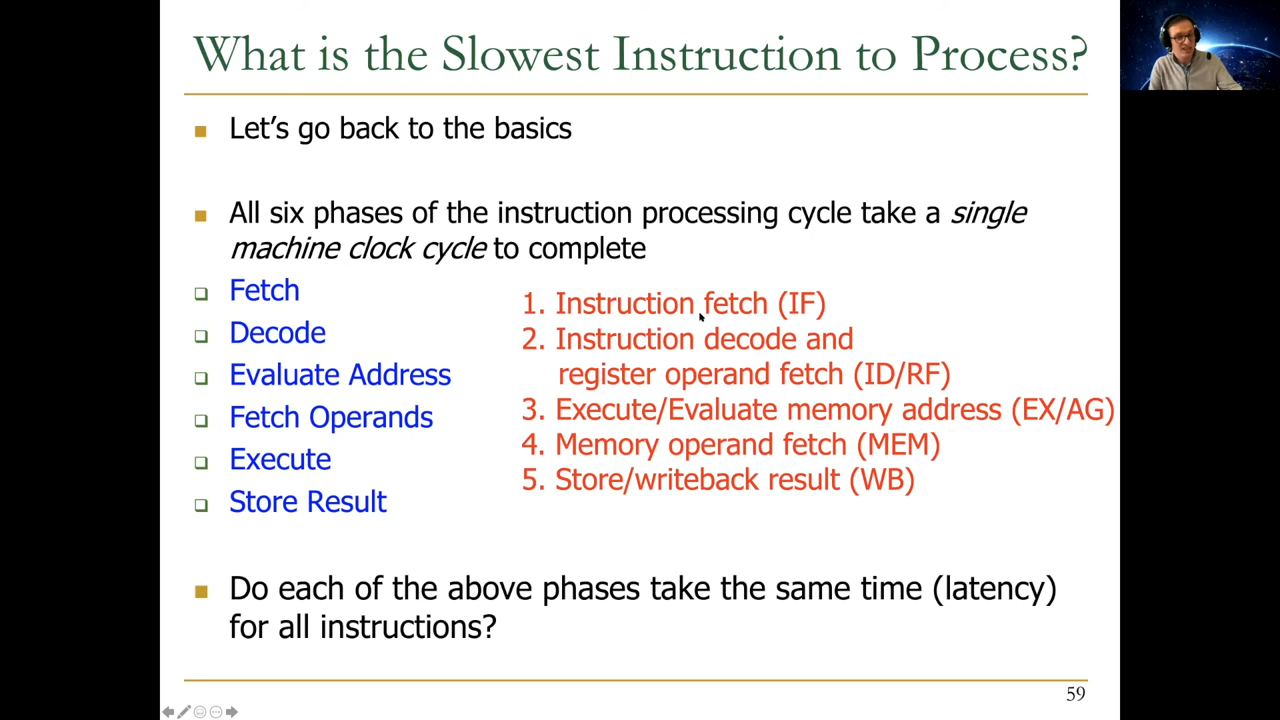 What is the Slowest Instruction to Process?
Let's go back to the basics
All six phases of the instruction processing cycle take a single
machine clock cycle to complete
Fetch
Decode
Evaluate Address
Fetch Operands
Execute
Store Result
1. Instruction fetch (IF)
2. Instruction decode and
register operand fetch (ID/RF)
3. Execute/Evaluate memory address (EX/AG)
4. Memory operand fetch (MEM)
5. Store/writeback result (WB)
Do each of the above phases take the same time (latency)
for all instructions?
59